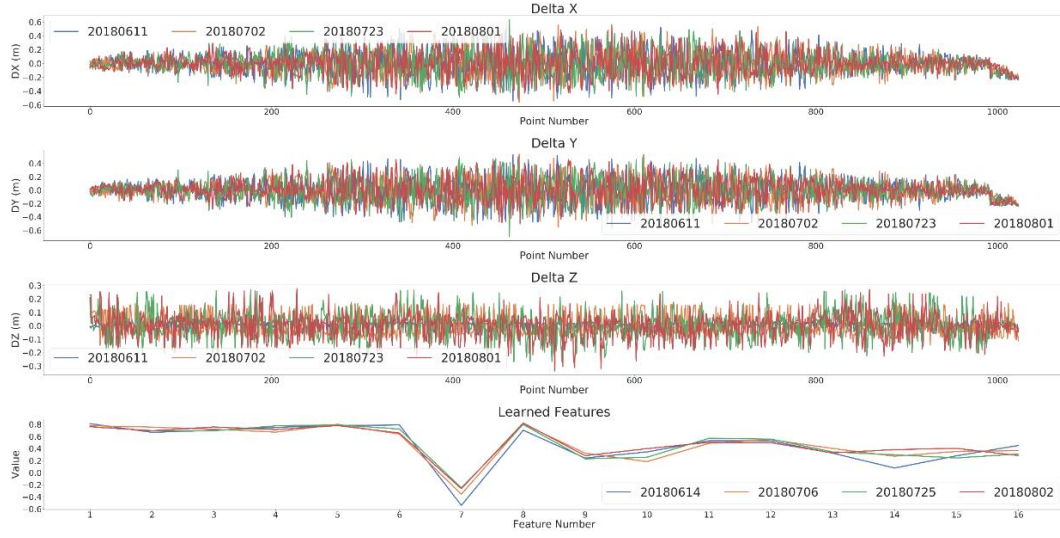 Delta X
DX (m)
0.6
0.4
0.2
0.0
−0.2
−0.4
−0.6
20180611 20180702 20180723 20180801
0 200 400 600 800 1000
Point Number
Delta Y
DY (m)
0.4
0.2
0.0
−0.2
−0.4
−0.6
20180611 20180702 20180723 20180801
0 200 400 600 800 1000
Point Number
Delta Z
DZ (m)
0.3
0.2
0.1
0.0
−0.1
−0.2
−0.3
20180611 20180702 20180723 20180801
0 200 400 600 800 1000
Point Number
Learned Features
Value
0.8
0.6
0.4
0.2
0.0
−0.2
−0.4
−0.6
20180614 20180706 20180725 20180802
1 2 3 4 5 6 7 8 9 10 11 12 13 14 15 16
Feature Number